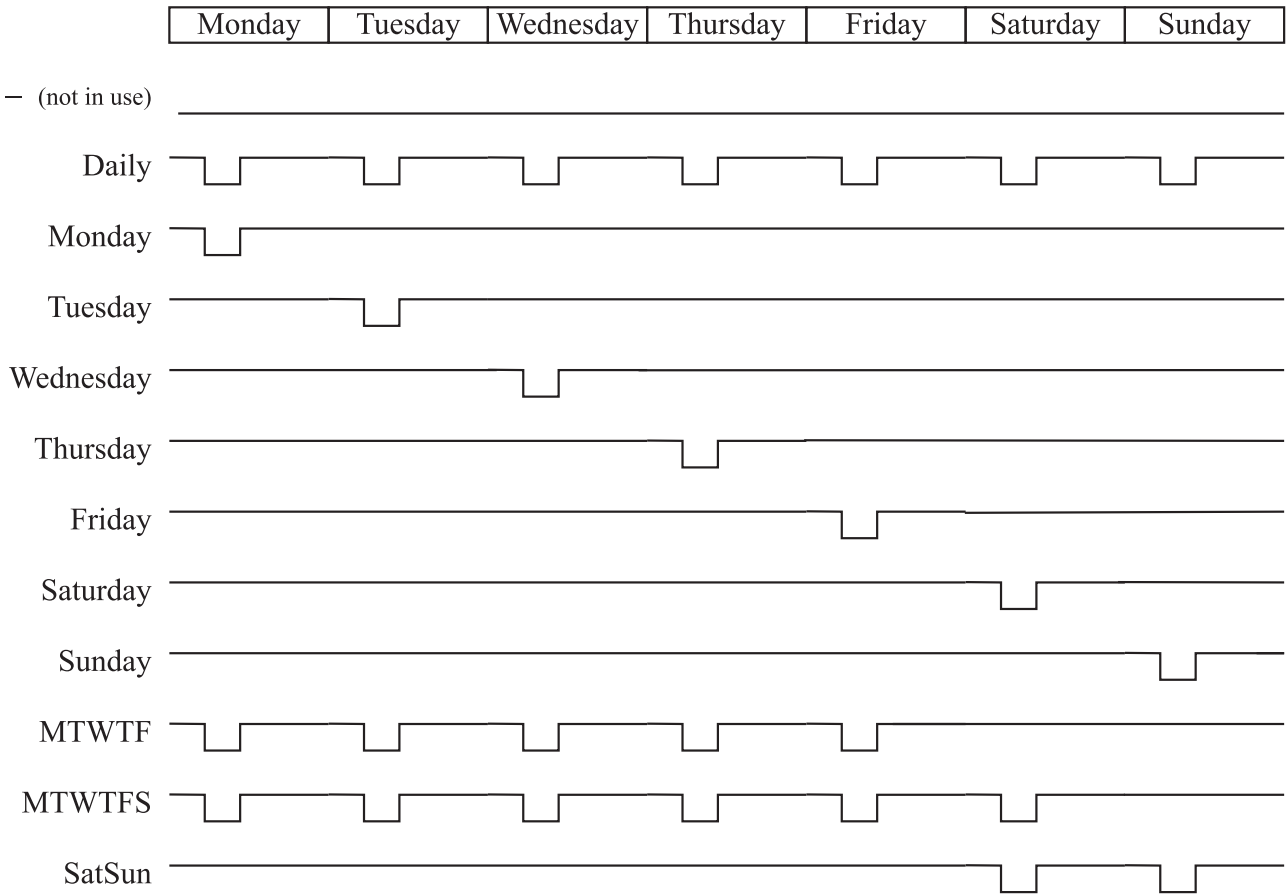 Monday Tuesday Wednesday Thursday Friday Saturday Sunday
– (not in use)
Daily
Monday
Tuesday
Wednesday
Thursday
Friday
Saturday
Sunday
MTWTF
MTWTFS
SatSun